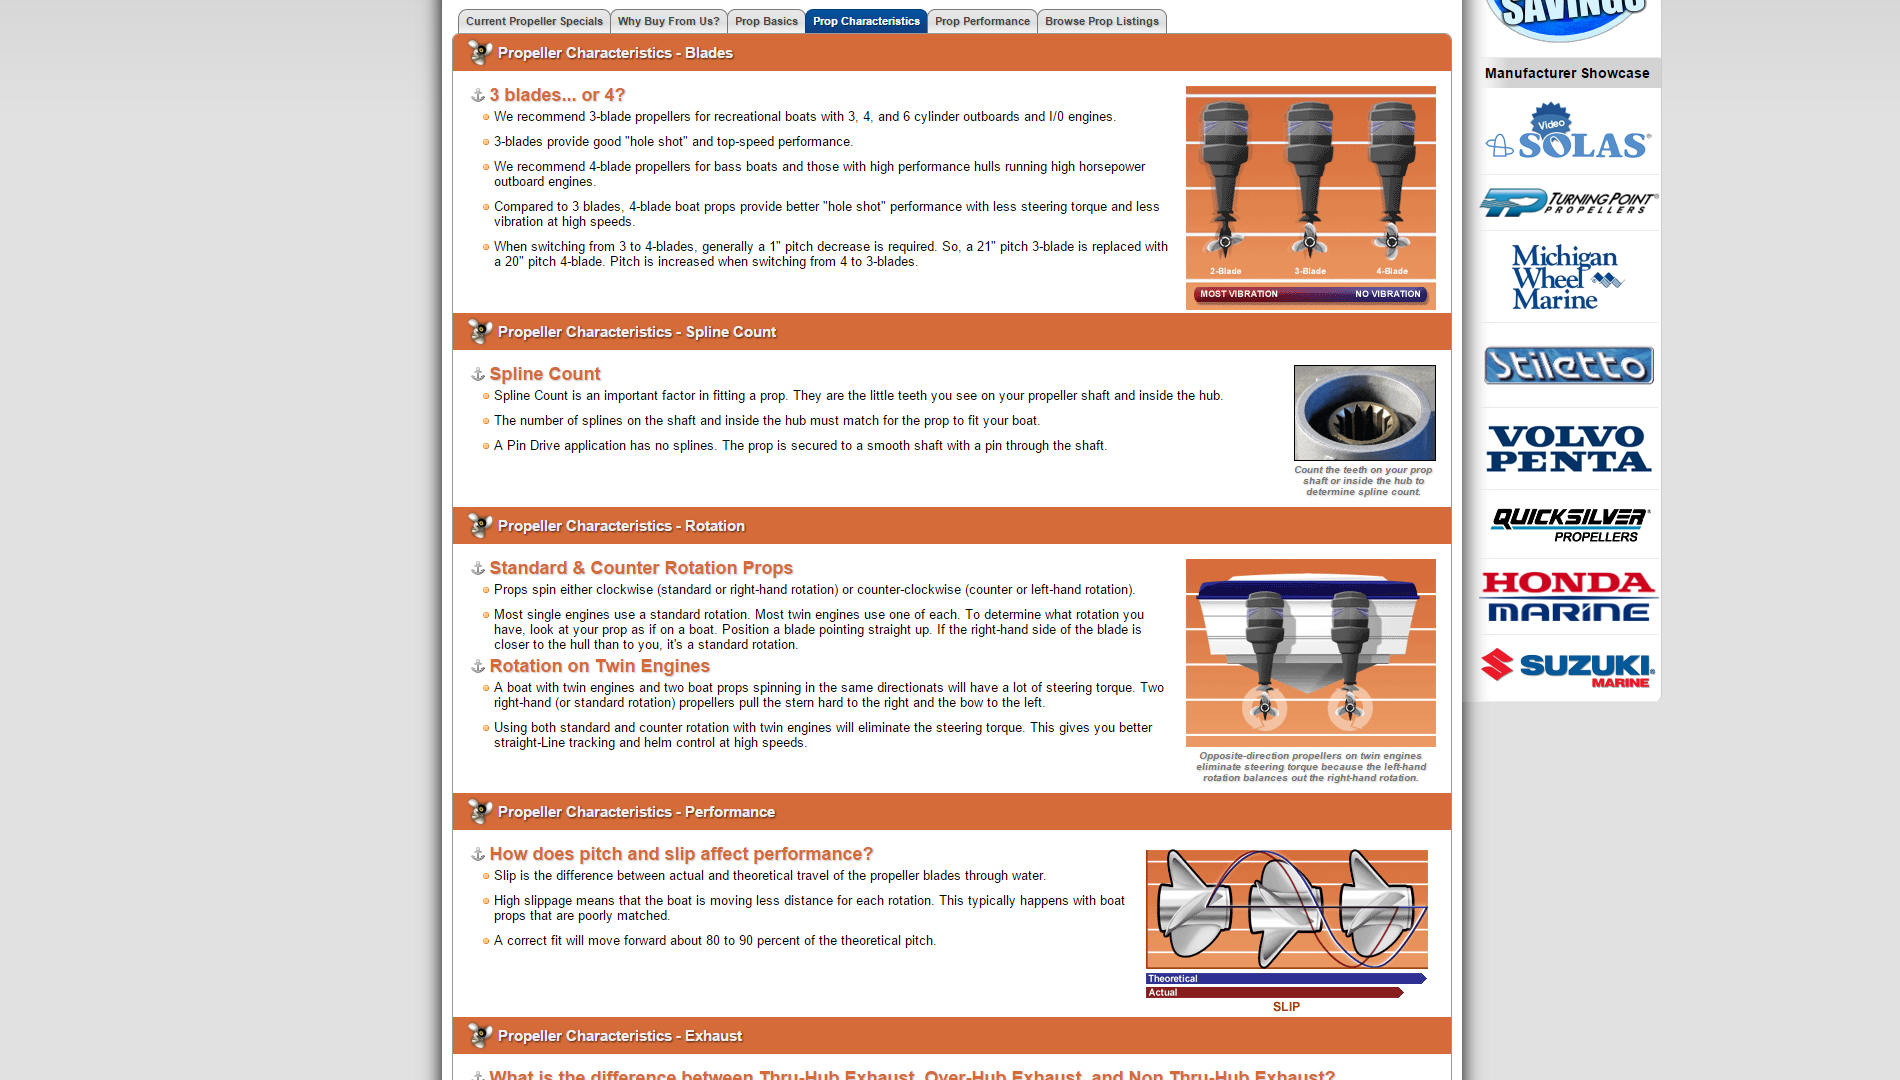 SAVINGS
Current Propeller Specials
Why Buy From Us?
Prop Basics
Prop Characteristics
Prop Performance
Browse Prop Listings
Propeller Characteristics - Blades
3 blades... or 4?
We recommend 3-blade propellers for recreational boats with 3, 4, and 6 cylinder outboards and I/0 engines.
3-blades provide good "hole shot" and top-speed performance.
We recommend 4-blade propellers for bass boats and those with high performance hulls running high horsepower
outboard engines.
Compared to 3 blades, 4-blade boat props provide better "hole shot" performance with less steering torque and less
vibration at high speeds.
When switching from 3 to 4-blades, generally a 1" pitch decrease is required. So, a 21" pitch 3-blade is replaced with
a 20" pitch 4-blade. Pitch is increased when switching from 4 to 3-blades.
2-Blade
3-Blade
4-Blade
MOST VIBRATION
NO VIBRATION
Propeller Characteristics - Spline Count
Spline Count
Spline Count is an important factor in fitting a prop. They are the little teeth you see on your propeller shaft and inside the hub.
The number of splines on the shaft and inside the hub must match for the prop to fit your boat.
A Pin Drive application has no splines. The prop is secured to a smooth shaft with a pin through the shaft.
Count the teeth on your prop
shaft or inside the hub to
determine spline count.
Propeller Characteristics - Rotation
Standard & Counter Rotation Props
Props spin either clockwise (standard or right-hand rotation) or counter-clockwise (counter or left-hand rotation).
Most single engines use a standard rotation. Most twin engines use one of each. To determine what rotation you
have, look at your prop as if on a boat. Position a blade pointing straight up. If the right-hand side of the blade is
closer to the hull than to you, it's a standard rotation.
Rotation on Twin Engines
A boat with twin engines and two boat props spinning in the same directionats will have a lot of steering torque. Two
right-hand (or standard rotation) propellers pull the stern hard to the right and the bow to the left.
Using both standard and counter rotation with twin engines will eliminate the steering torque. This gives you better
straight-Line tracking and helm control at high speeds.
Opposite-direction propellers on twin engines
eliminate steering torque because the left-hand
rotation balances out the right-hand rotation.
Propeller Characteristics - Performance
How does pitch and slip affect performance?
Slip is the difference between actual and theoretical travel of the propeller blades through water.
High slippage means that the boat is moving less distance for each rotation. This typically happens with boat
props that are poorly matched.
A correct fit will move forward about 80 to 90 percent of the theoretical pitch.
Theoretical
Actual
SLIP
Propeller Characteristics - Exhaust
What is the difference between Thru-Hub Exhaust, Over-Hub Exhaust, and Non Thru-Hub Exhaust?
Manufacturer Showcase
Video
SOLAS®
TURNING POINT®
PROPELLERS
Michigan
Wheel
Marine
Stiletto
VOLVO
PENTA
QUICKSILVER®
PROPELLERS
HONDA
MARINE
SUZUKI®
MARINE